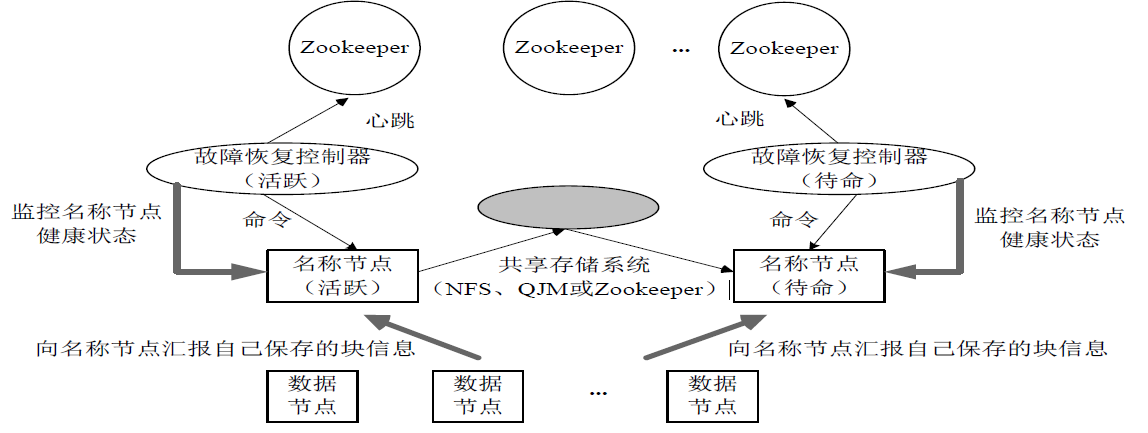 Zookeeper
Zookeeper
...
Zookeeper
心跳
心跳
故障恢复控制器
（活跃）
故障恢复控制器
（待命）
监控名称节点
健康状态
命令
命令
监控名称节点
健康状态
名称节点
（活跃）
共享存储系统
（NFS、QJM或Zookeeper）
名称节点
（待命）
向名称节点汇报自己保存的块信息
向名称节点汇报自己保存的块信息
数据
节点
数据
节点
...
数据
节点